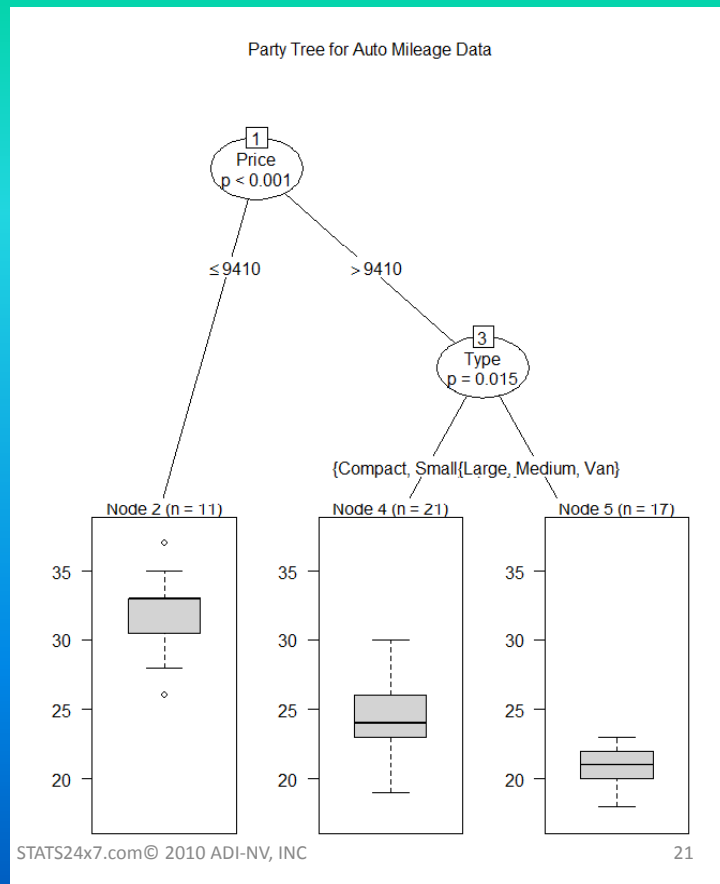 Party Tree for Auto Mileage Data
1
Price
p < 0.001
≤ 9410
> 9410
3
Type
p = 0.015
{Compact, Small{Large, Medium, Van}
Node 2 (n = 11)
Node 4 (n = 21)
Node 5 (n = 17)
35
30
25
20
35
30
25
20
35
30
25
20
STATS24x7.com© 2010 ADI-NV, INC
21